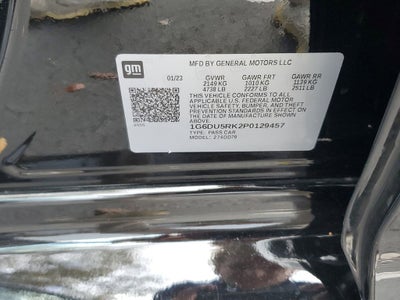 gm
MFD BY GENERAL MOTORS LLC
01/23 GVWR GAWR FRT GAWR RR
2149 KG 1010 KG 1139 KG
4738 LB 2227 LB 2511 LB
THIS VEHICLE CONFORMS TO ALL
APPLICABLE U.S. FEDERAL MOTOR
VEHICLE SAFETY, BUMPER, AND THEFT
PREVENTION STANDARDS IN EFFECT ON
THE DATE OF MANUFACTURE SHOWN ABOVE.
1G6DU5RK2P0129457
TYPE: PASS CAR